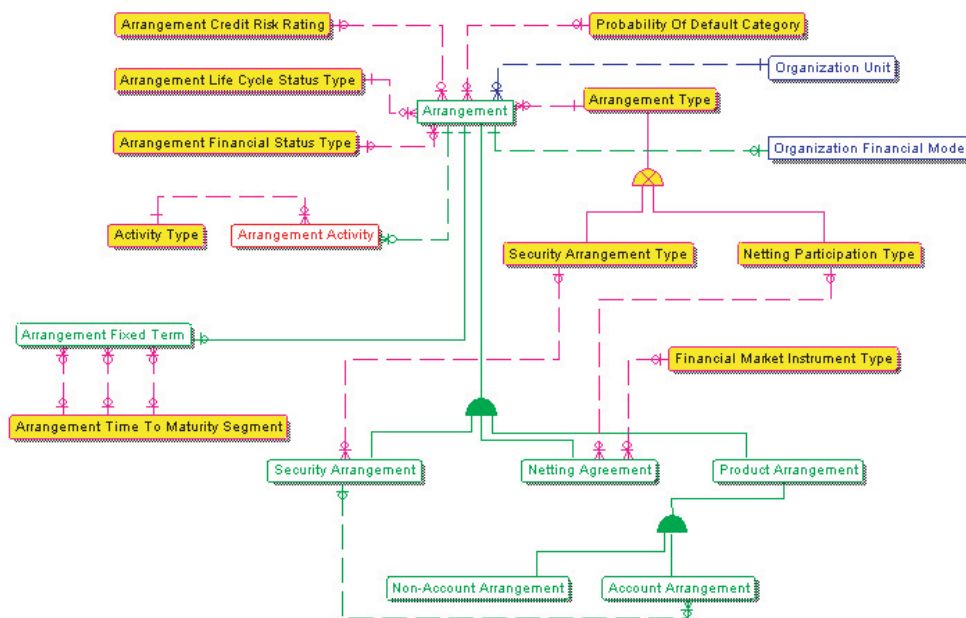 Arrangement Credit Risk Rating
Probability Of Default Category
Organization Unit
Arrangement Life Cycle Status Type
Arrangement Type
Arrangement
Arrangement Financial Status Type
Organization Financial Mode
Activity Type
Arrangement Activity
Security Arrangement Type
Netting Participation Type
Arrangement Fixed Term
Financial Market Instrument Type
Arrangement Time To Maturity Segment
Security Arrangement
Netting Agreement
Product Arrangement
Non-Account Arrangement
Account Arrangement